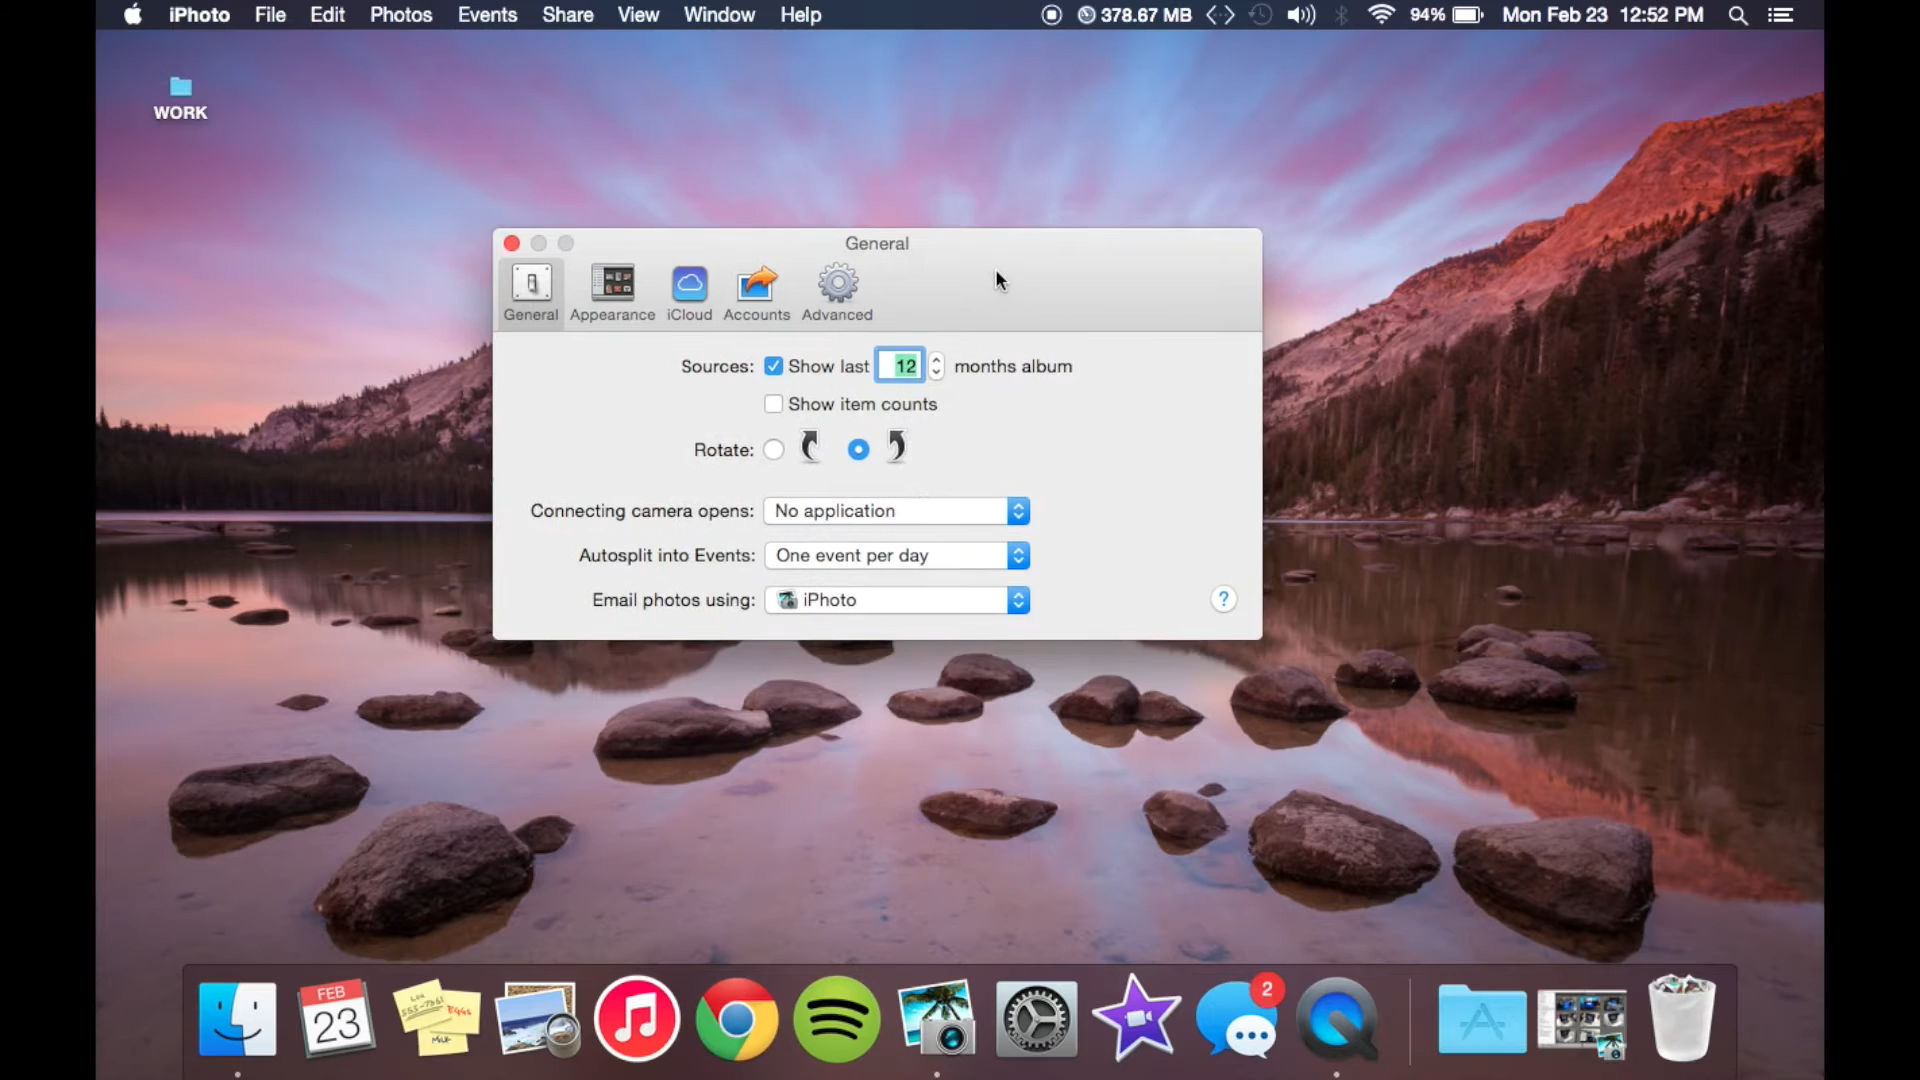 iPhoto File Edit Photos Events Share View Window Help 378.67 MB 94% Mon Feb 23 12:52 PM
WORK
General
General Appearance iCloud Accounts Advanced
Sources: Show last 12 months album
Show item counts
Rotate:
Connecting camera opens: No application
Autosplit into Events: One event per day
Email photos using: iPhoto
?
FEB
23
EGGS
MILK
2